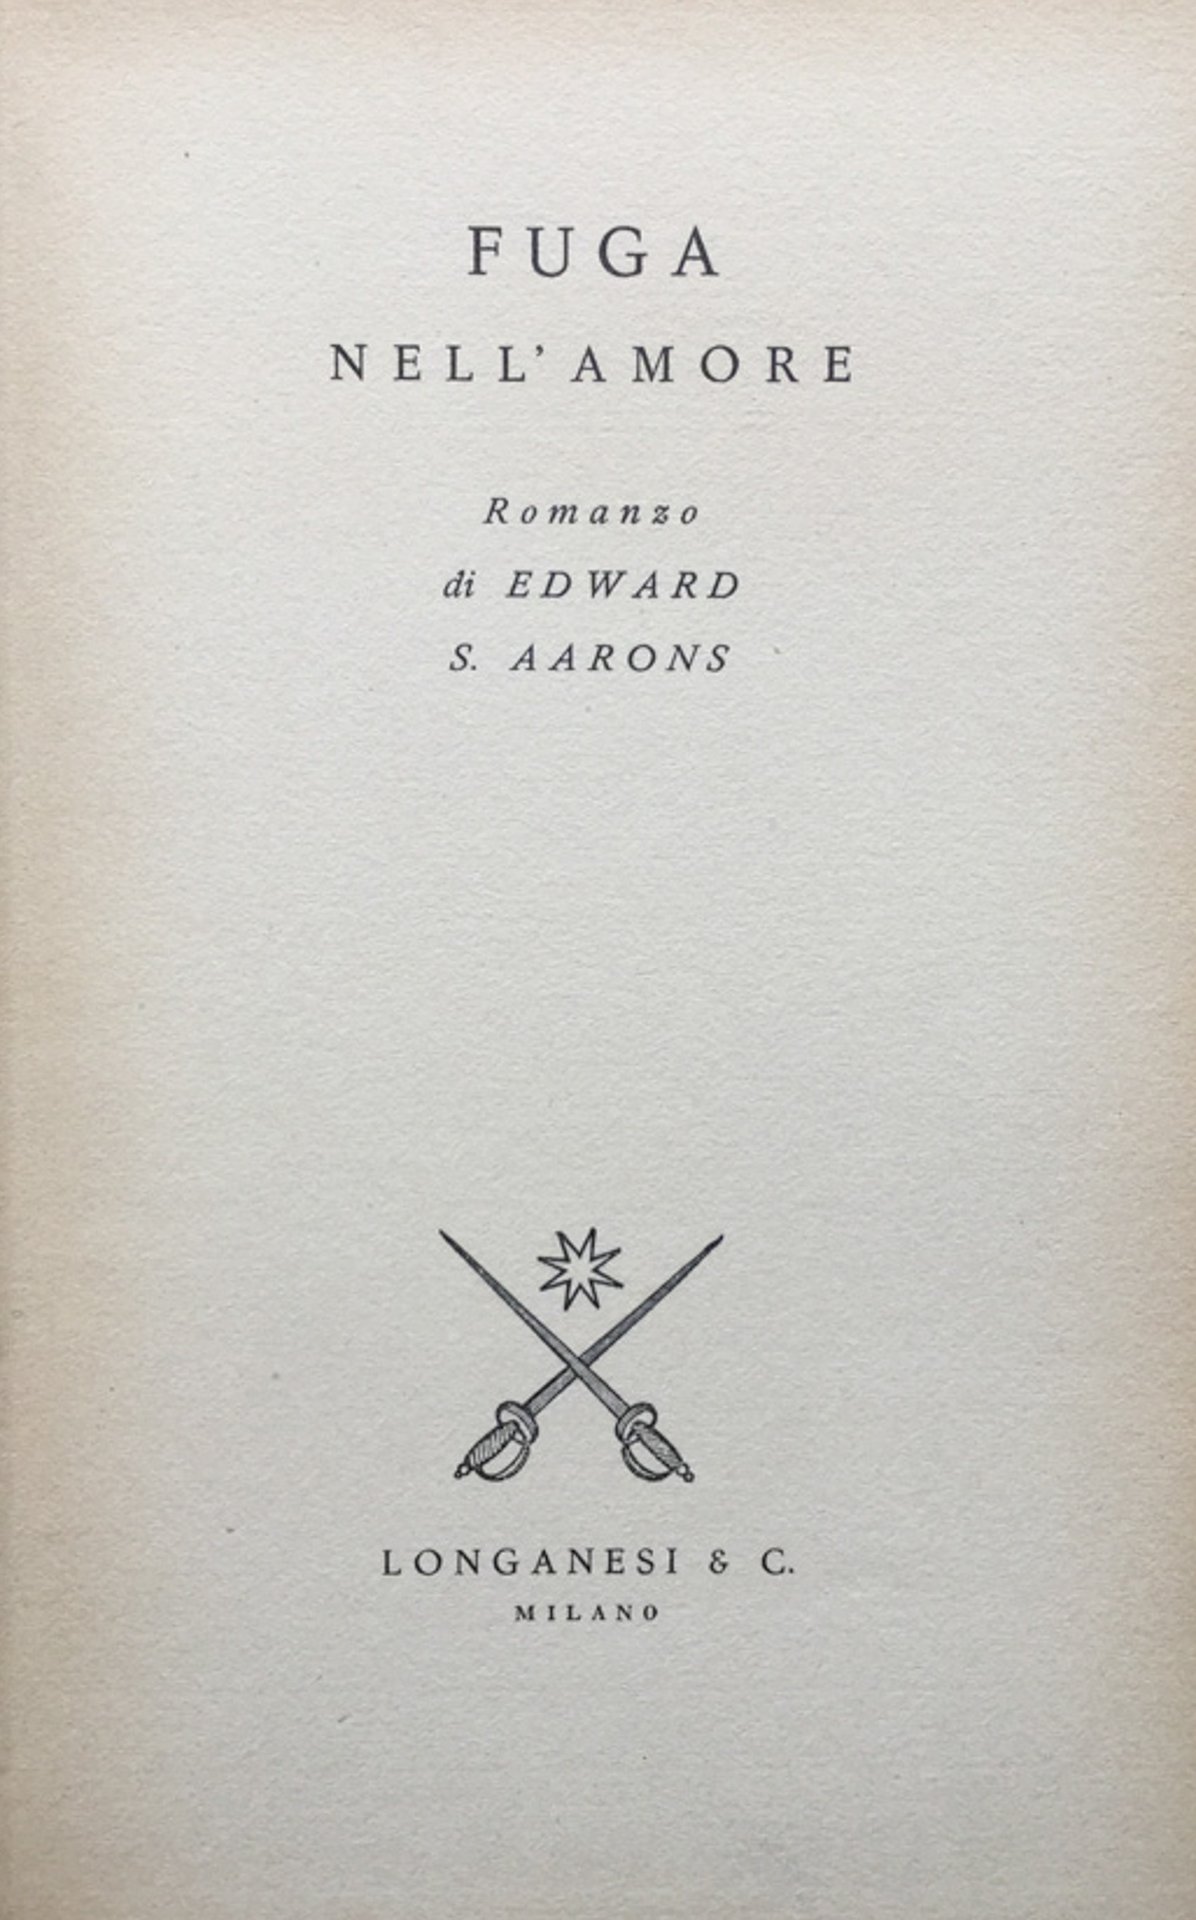 FUGA
NELL'AMORE
Romanzo
di EDWARD
S. AARONS
LONGANESI & C.
MILANO